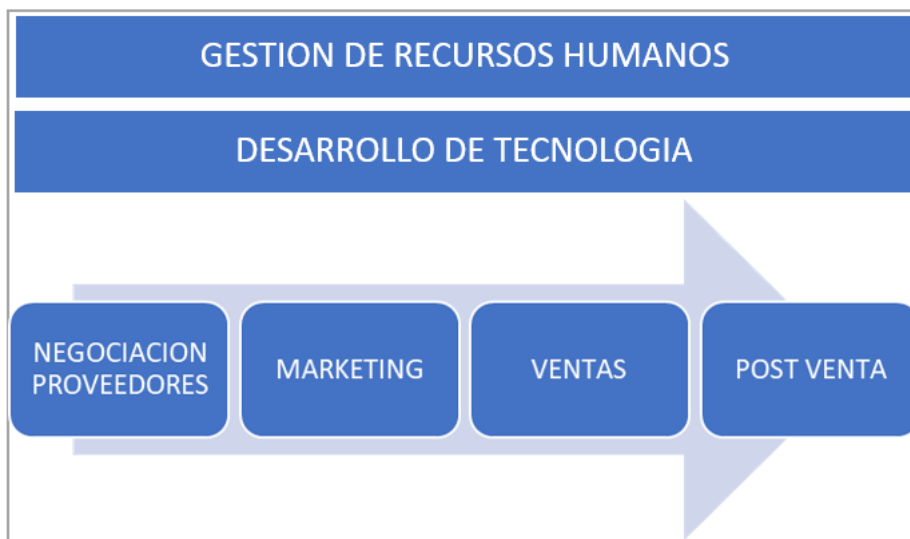 GESTION DE RECURSOS HUMANOS
DESARROLLO DE TECNOLOGIA
NEGOCIACION
PROVEEDORES
MARKETING
VENTAS
POST VENTA